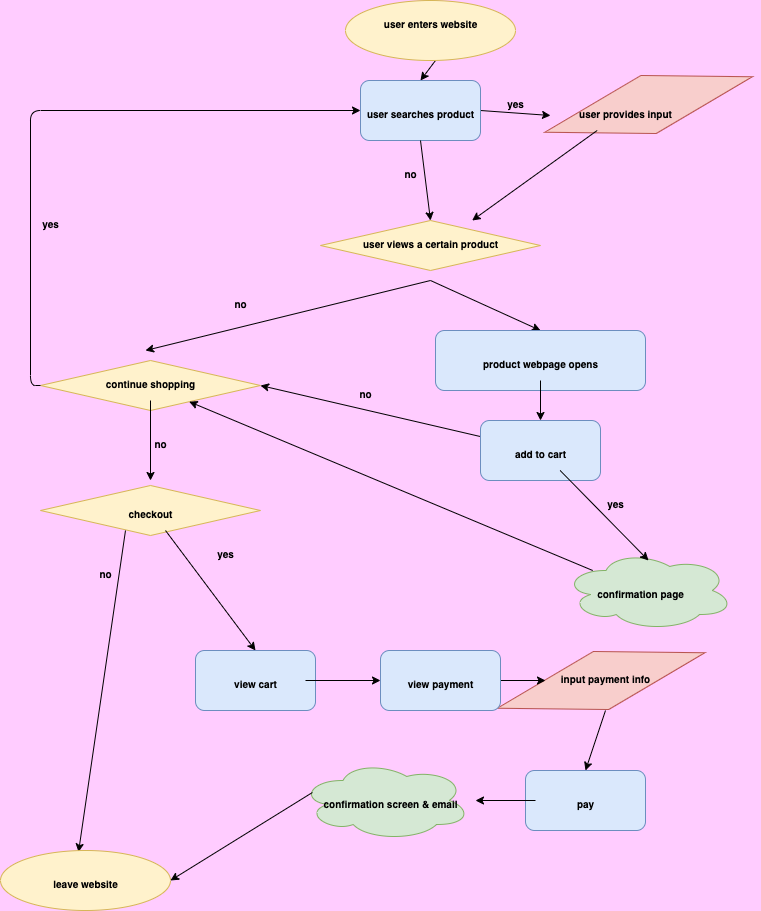 user enters website
user searches product
yes
user provides input
no
yes
user views a certain product
no
product webpage opens
continue shopping
no
no
add to cart
checkout
yes
no
yes
confirmation page
view cart
view payment
input payment info
confirmation screen & email
pay
leave website